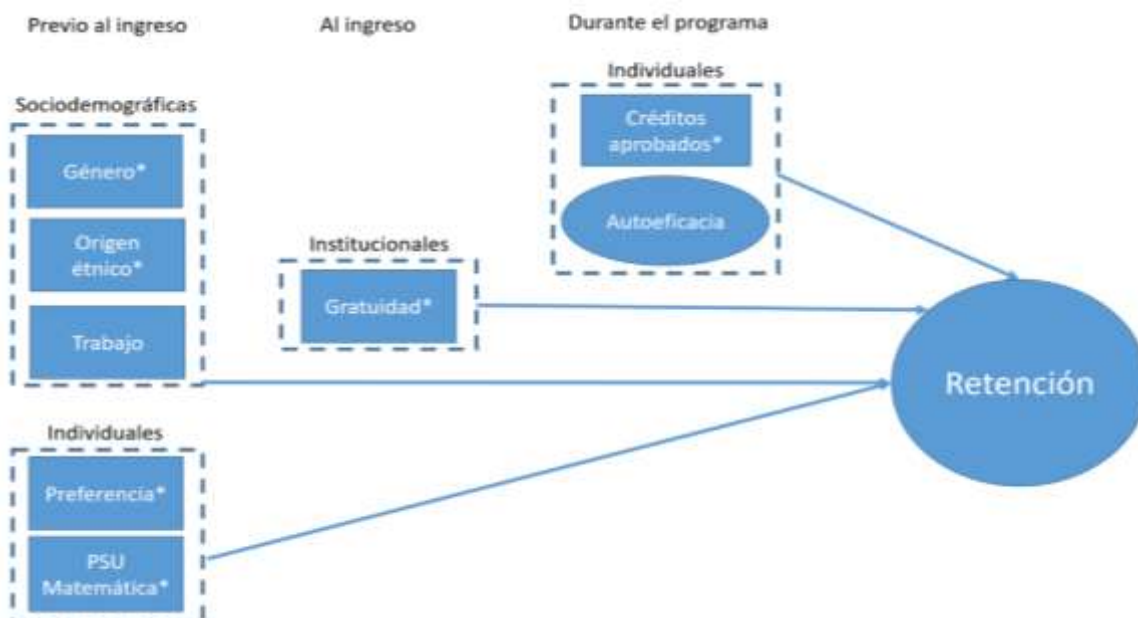 Previo al ingreso
Al ingreso
Durante el programa
Sociodemográficas
Género*
Origen
étnico*
Trabajo
Individuales
Preferencia*
PSU
Matemática*
Institucionales
Gratuidad*
Individuales
Créditos
aprobados*
Autoeficacia
Retención